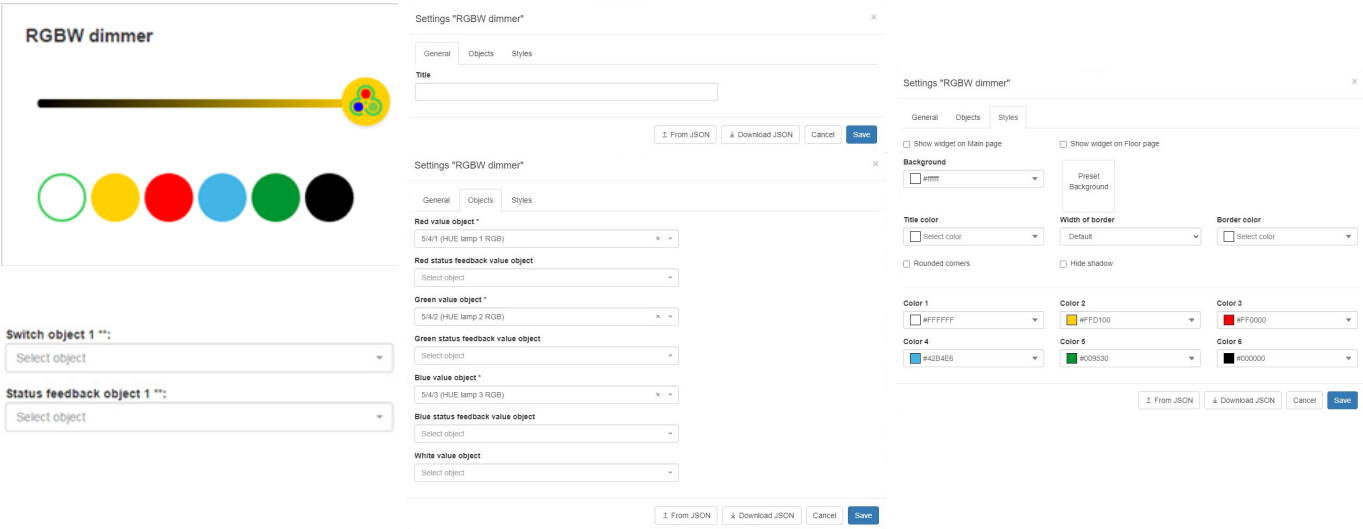 RGBW dimmer
Switch object 1 "":
Select object
Status feedback object 1 "":
Select object
Settings "RGBW dimmer" ×
General Objects Styles
Title
From JSON Download JSON Cancel Save
Settings "RGBW dimmer" ×
General Objects Styles
Red value object *
5/4/1 (HUE lamp 1 RGB) ×
Red status feedback value object
Select object
Green value object *
5/4/2 (HUE lamp 2 RGB) ×
Green status feedback value object
Select object
Blue value object *
5/4/3 (HUE lamp 3 RGB) ×
Blue status feedback value object
Select object
White value object
Select object
From JSON Download JSON Cancel Save
Settings "RGBW dimmer" ×
General Objects Styles
Show widget on Main page Show widget on Floor page
Background
#ffffff
Preset
Background
Title color Width of border Border color
Select color Default Select color
Rounded corners Hide shadow
Color 1 Color 2 Color 3
#FFFFFF #FFD100 #FF0000
Color 4 Color 5 Color 6
#42B4E6 #009530 #000000
From JSON Download JSON Cancel Save